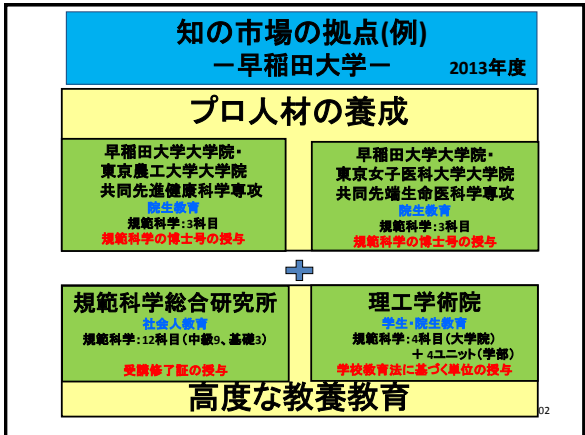 知の市場の拠点(例)
－早稲田大学－ 2013年度
プロ人材の養成
早稲田大学大学院・
東京農工大学大学院
共同先進健康科学専攻
院生教育
規範科学：3科目
規範科学の博士号の授与
早稲田大学大学院・
東京女子医科大学大学院
共同先端生命医科学専攻
院生教育
規範科学：3科目
規範科学の博士号の授与
規範科学総合研究所
社会人教育
規範科学：12科目（中級9、基礎3）
受講修了証の授与
理工学術院
学生・院生教育
規範科学：4科目（大学院）
＋4ユニット（学部）
学校教育法に基づく単位の授与
高度な教養教育
02